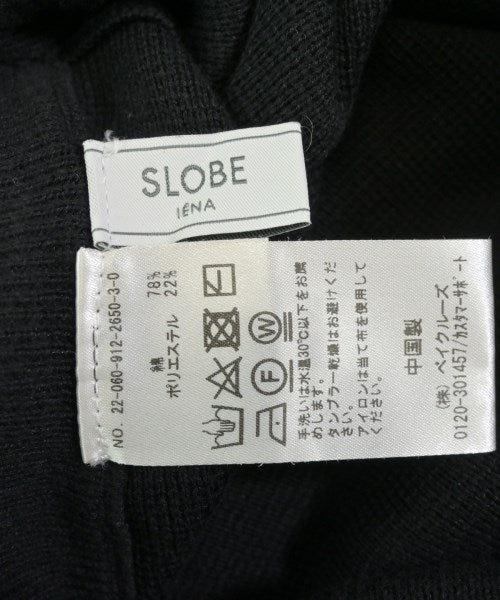 SLOBE
IÉNA
NO. 22-060-912-2650-3-0
綿 78%
ポリエステル 22%
手洗いは水温30℃以下をお薦
めします。
タンブラー乾燥はお避けくだ
さい。
アイロンは当て布を使用して
ください。
中国製
(株) ベイクルーズ
0120-301457/カスタマーサポート